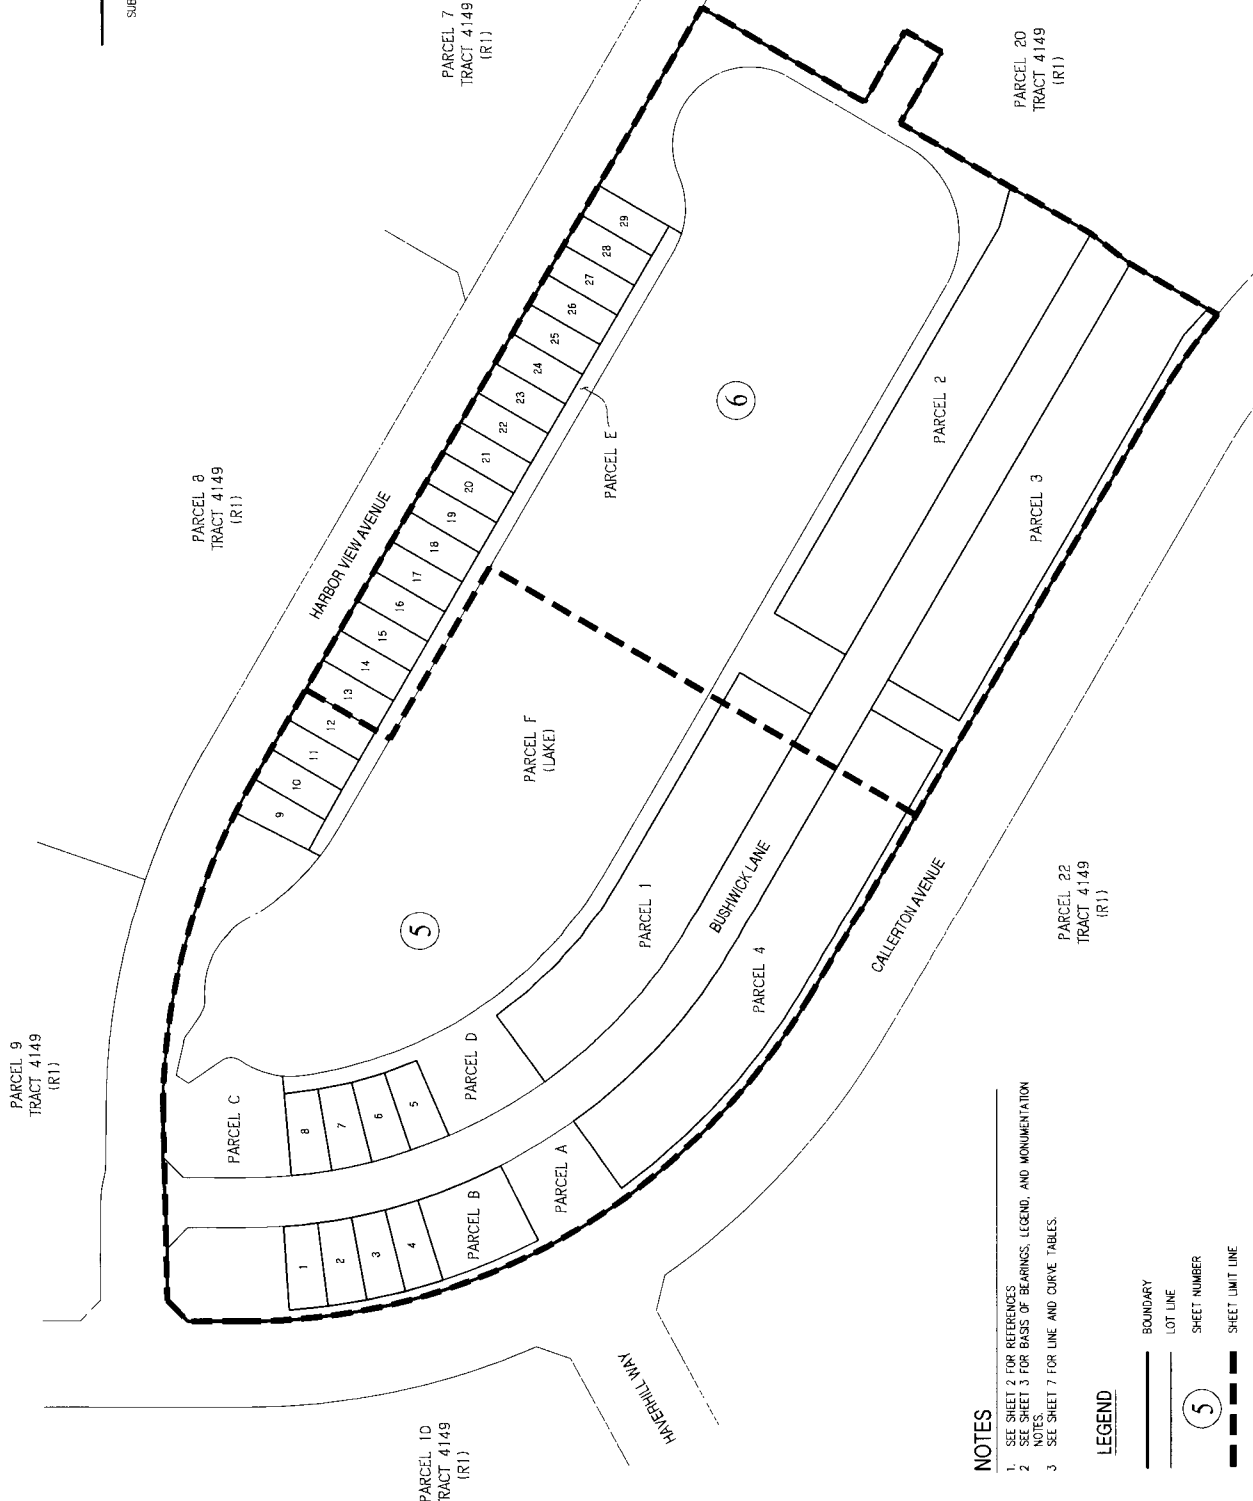 SUB
PARCEL 7
TRACT 4149
(R1)
PARCEL 20
TRACT 4149
(R1)
PARCEL 8
TRACT 4149
(R1)
HARBOR VIEW AVENUE
29
28
27
26
25
24
23
22
21
20
19
18
17
16
15
14
13
12
11
10
9
PARCEL E
6
PARCEL 2
PARCEL 3
PARCEL F
(LAKE)
5
PARCEL 1
BUSHWICK LANE
PARCEL 4
CALLERTON AVENUE
PARCEL 22
TRACT 4149
(R1)
PARCEL 9
TRACT 4149
(R1)
PARCEL C
8
7
6
5
PARCEL D
PARCEL A
PARCEL B
1
2
3
4
HAVERHILL WAY
PARCEL 10
TRACT 4149
(R1)
NOTES
1. SEE SHEET 2 FOR REFERENCES
2 SEE SHEET 3 FOR BASIS OF BEARINGS, LEGEND, AND MONUMENTATION
NOTES.
3 SEE SHEET 7 FOR LINE AND CURVE TABLES.
LEGEND
BOUNDARY
LOT LINE
5 SHEET NUMBER
SHEET LIMIT LINE